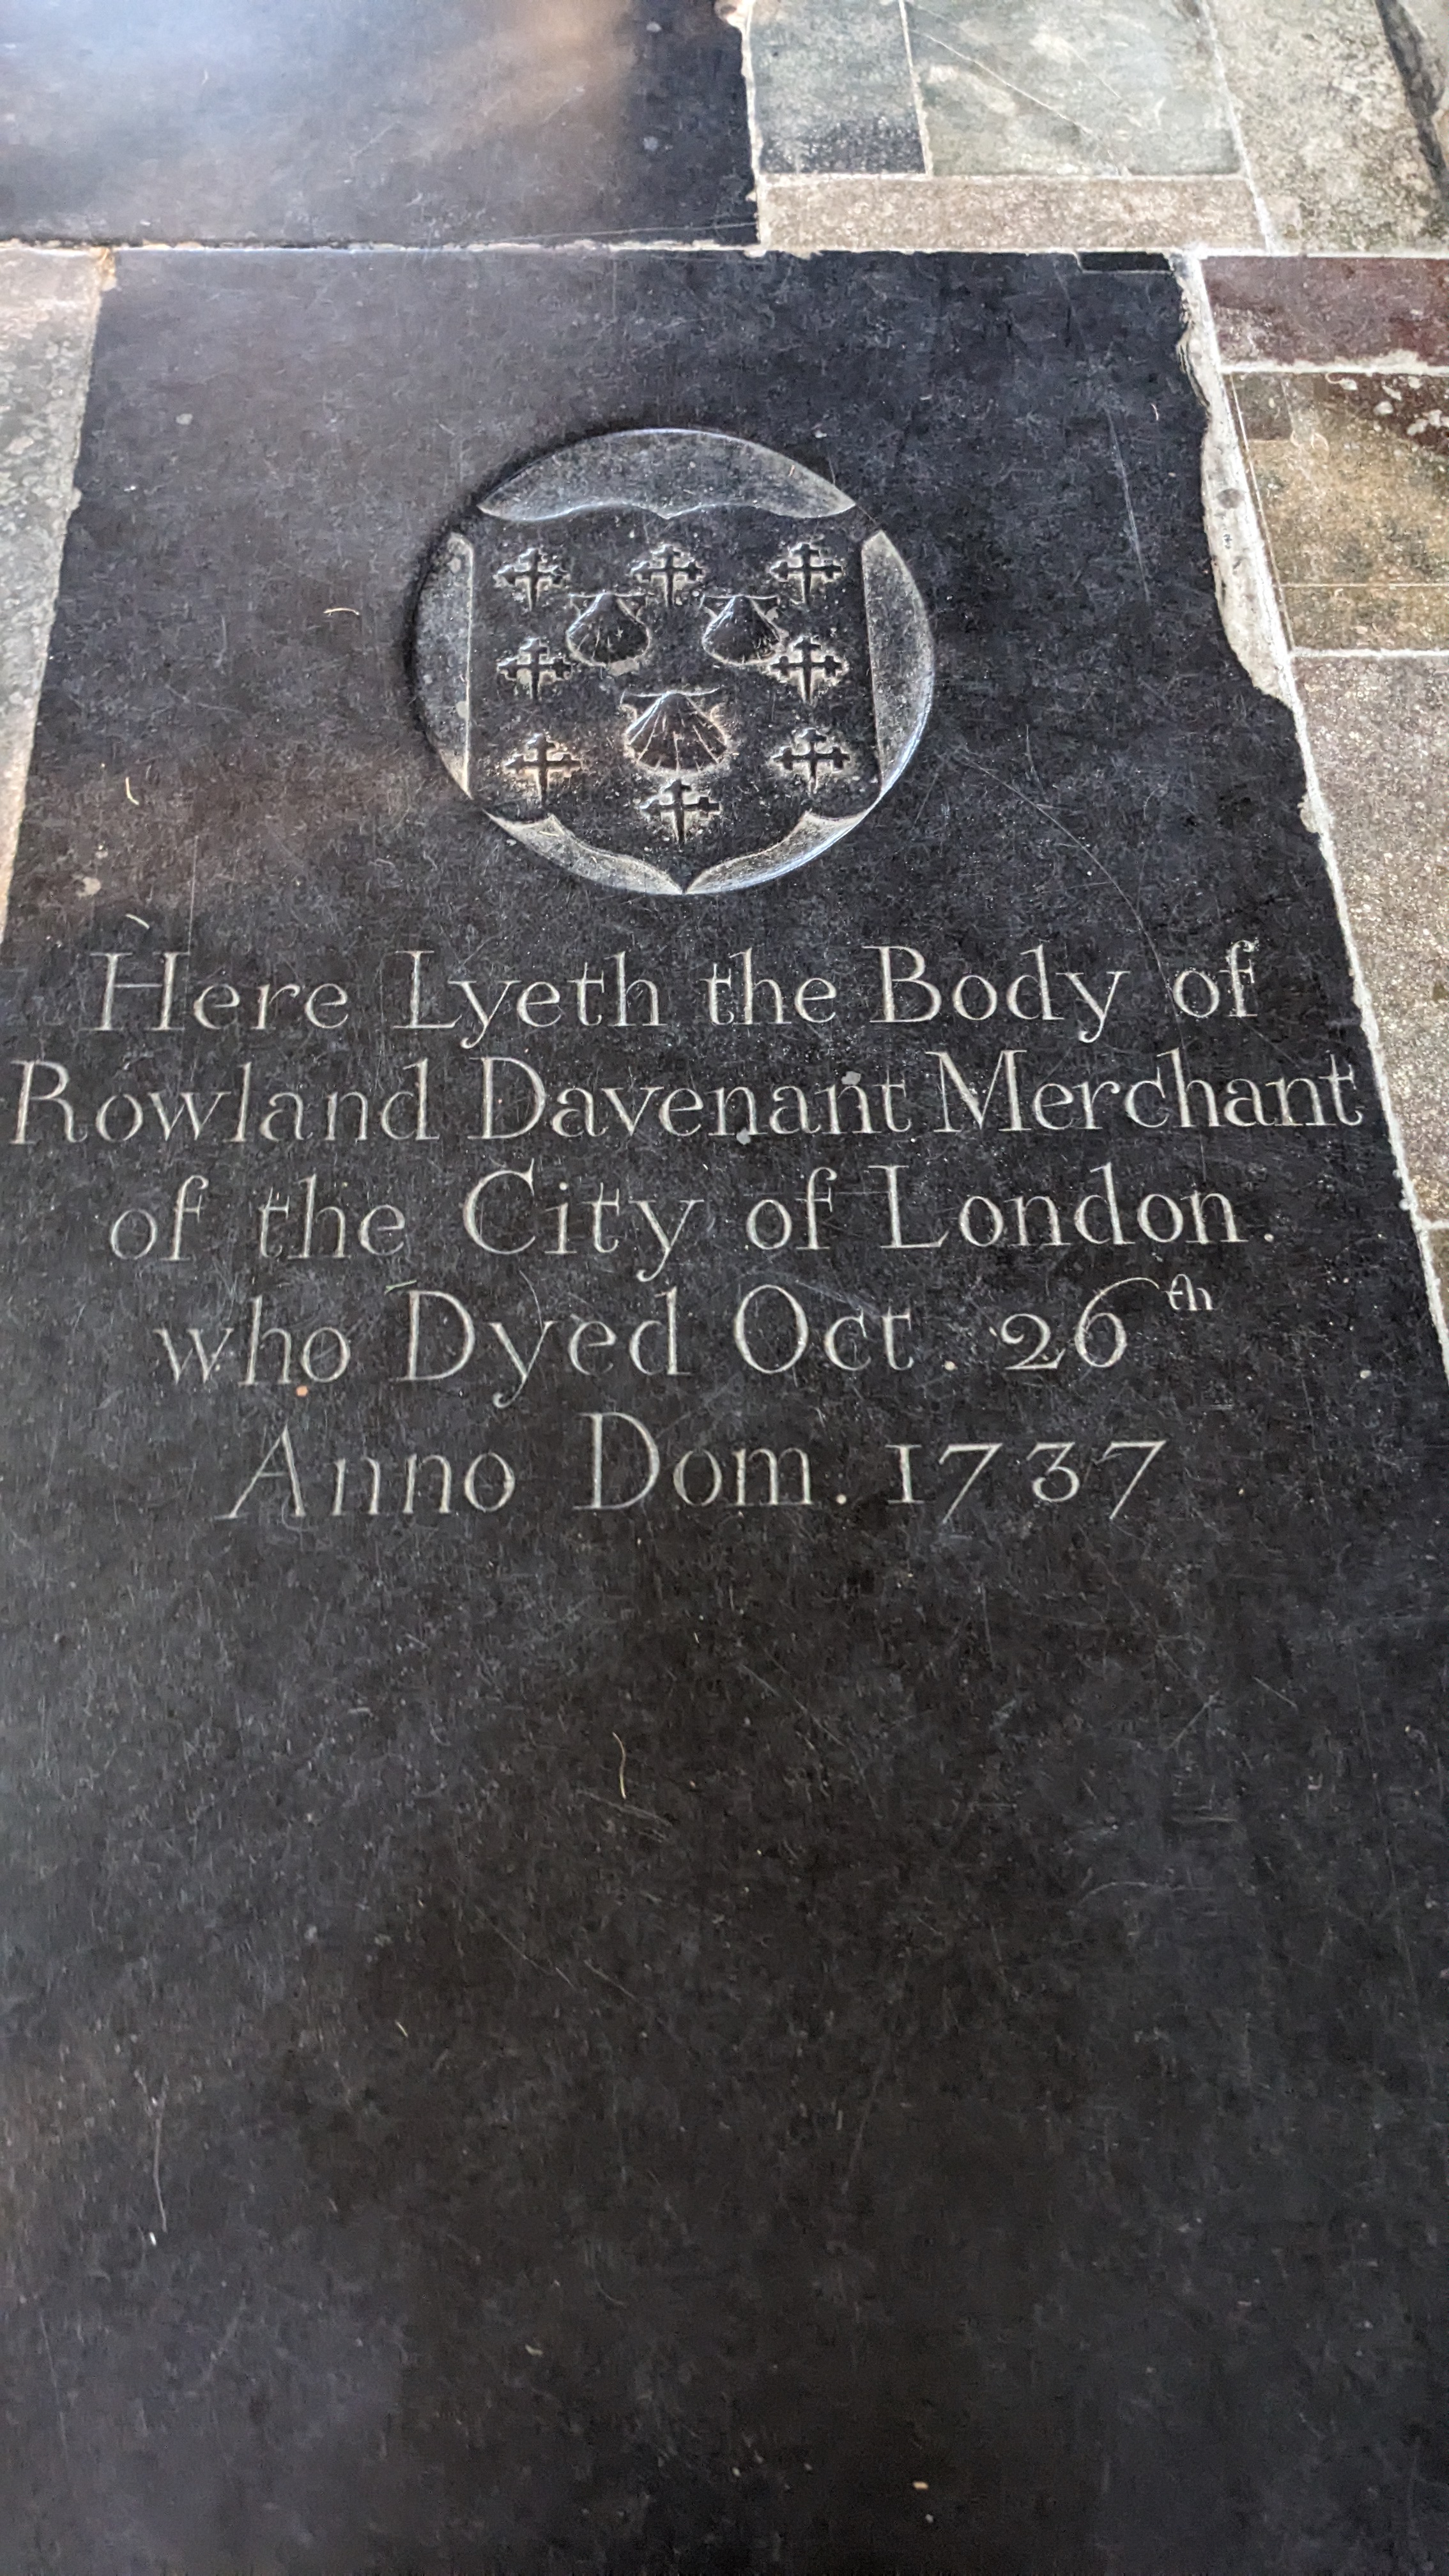 Here Lyeth the Body of
Rowland Davenant Merchant
of the City of London.
who Dyed Oct. 26th
Anno Dom. 1737